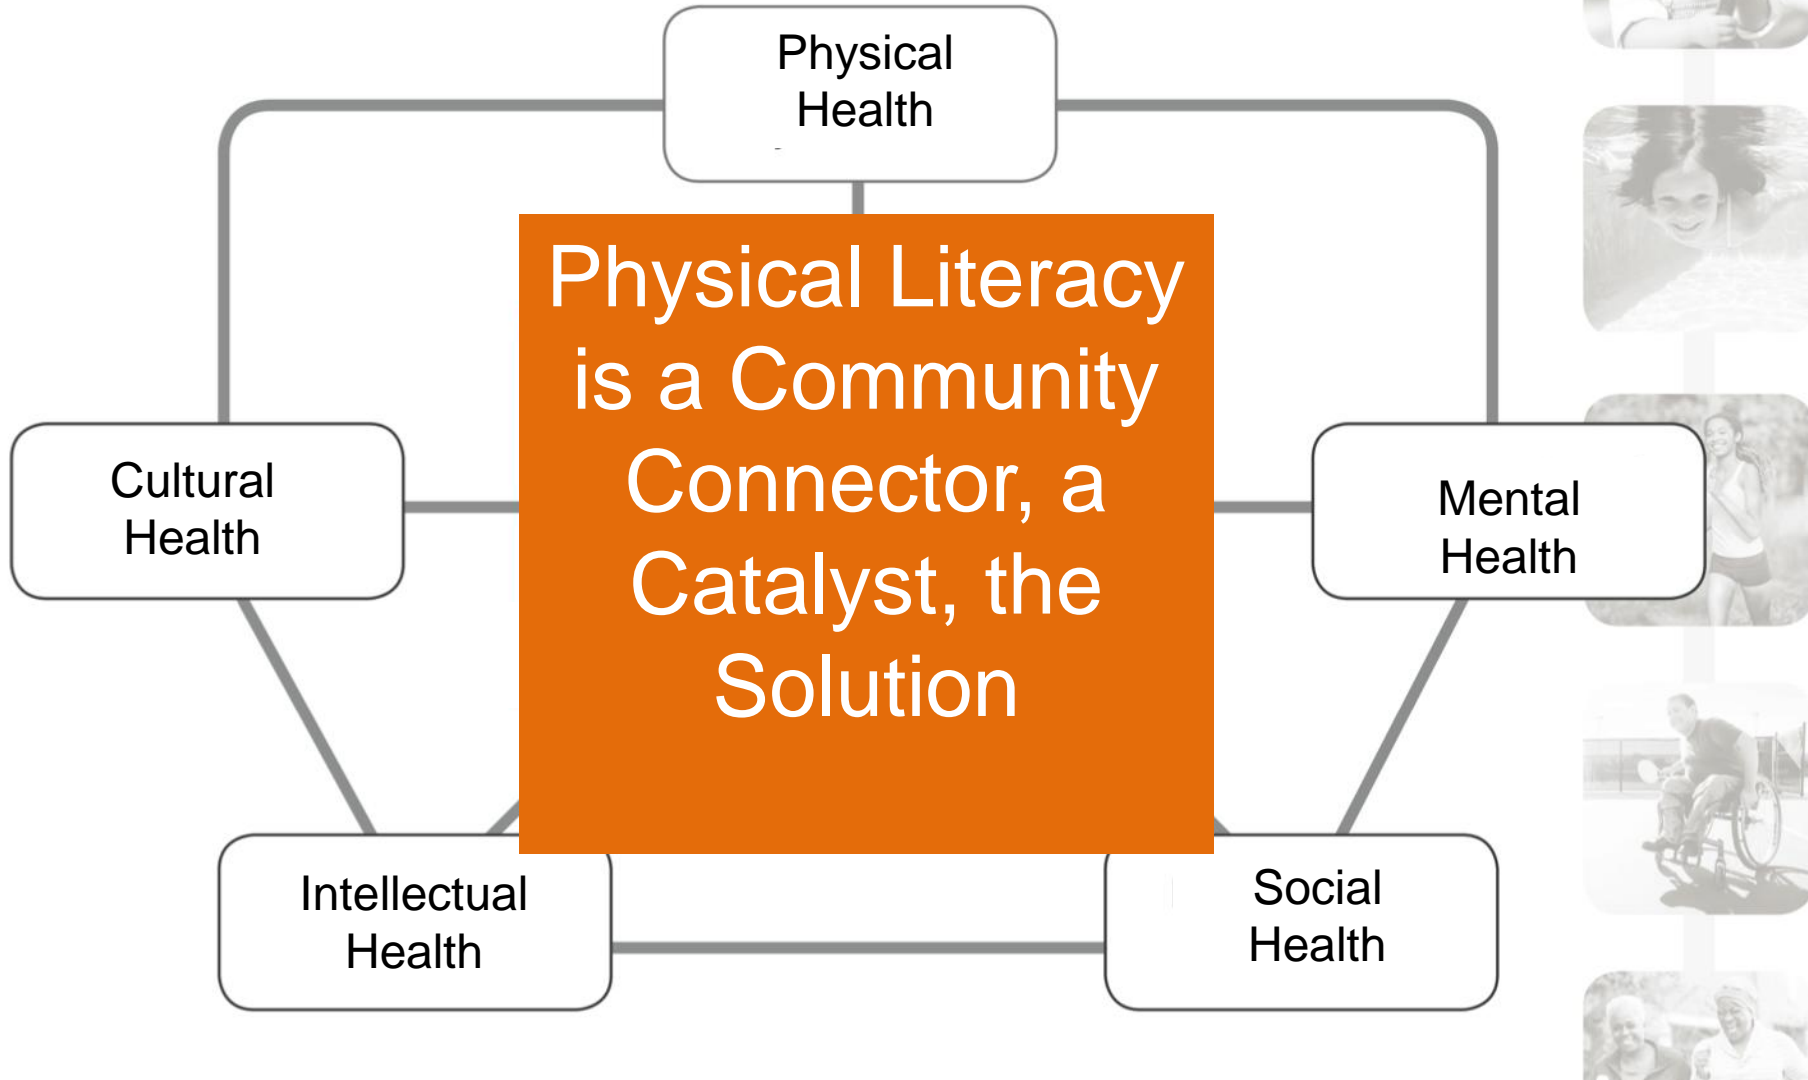 Physical
Health
Physical Literacy
is a Community
Connector, a
Catalyst, the
Solution
Cultural
Health
Mental
Health
Intellectual
Health
Social
Health